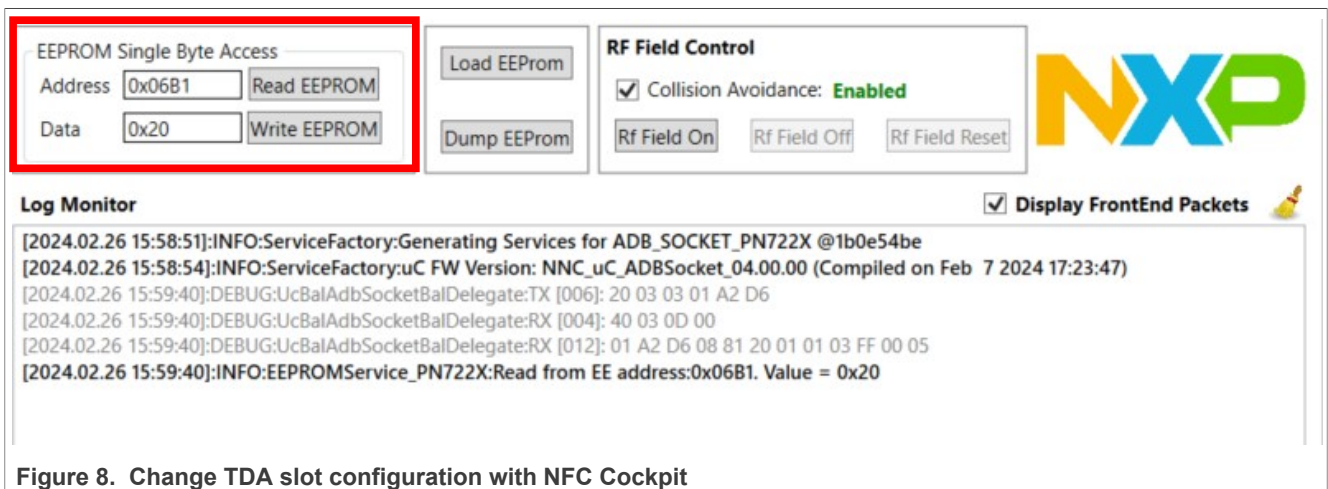 EEPROM Single Byte Access
Address 0x06B1 Read EEPROM
Data 0x20 Write EEPROM
Load EEProm
Dump EEProm
RF Field Control
Collision Avoidance: Enabled
Rf Field On Rf Field Off Rf Field Reset
NXP
Log Monitor
Display FrontEnd Packets
[2024.02.26 15:58:51]:INFO:ServiceFactory:Generating Services for ADB_SOCKET_PN722X @1b0e54be
[2024.02.26 15:58:54]:INFO:ServiceFactory:uC FW Version: NNC_uC_ADBSocket_04.00.00 (Compiled on Feb  7 2024 17:23:47)
[2024.02.26 15:59:40]:DEBUG:UcBalAdbSocketBalDelegate:TX [006]: 20 03 03 01 A2 D6
[2024.02.26 15:59:40]:DEBUG:UcBalAdbSocketBalDelegate:RX [004]: 40 03 0D 00
[2024.02.26 15:59:40]:DEBUG:UcBalAdbSocketBalDelegate:RX [012]: 01 A2 D6 08 81 20 01 01 03 FF 00 05
[2024.02.26 15:59:40]:INFO:EEPROMService_PN722X:Read from EE address:0x06B1. Value = 0x20
Figure 8. Change TDA slot configuration with NFC Cockpit